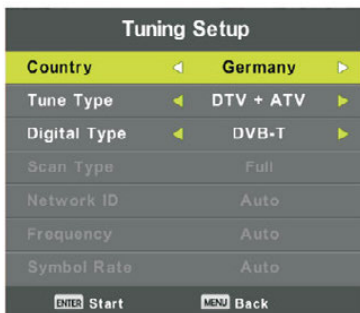 Tuning Setup
Country Germany
Tune Type DTV + ATV
Digital Type DVB-T
Scan Type Full
Network ID Auto
Frequency Auto
Symbol Rate Auto
ENTER Start MENU Back